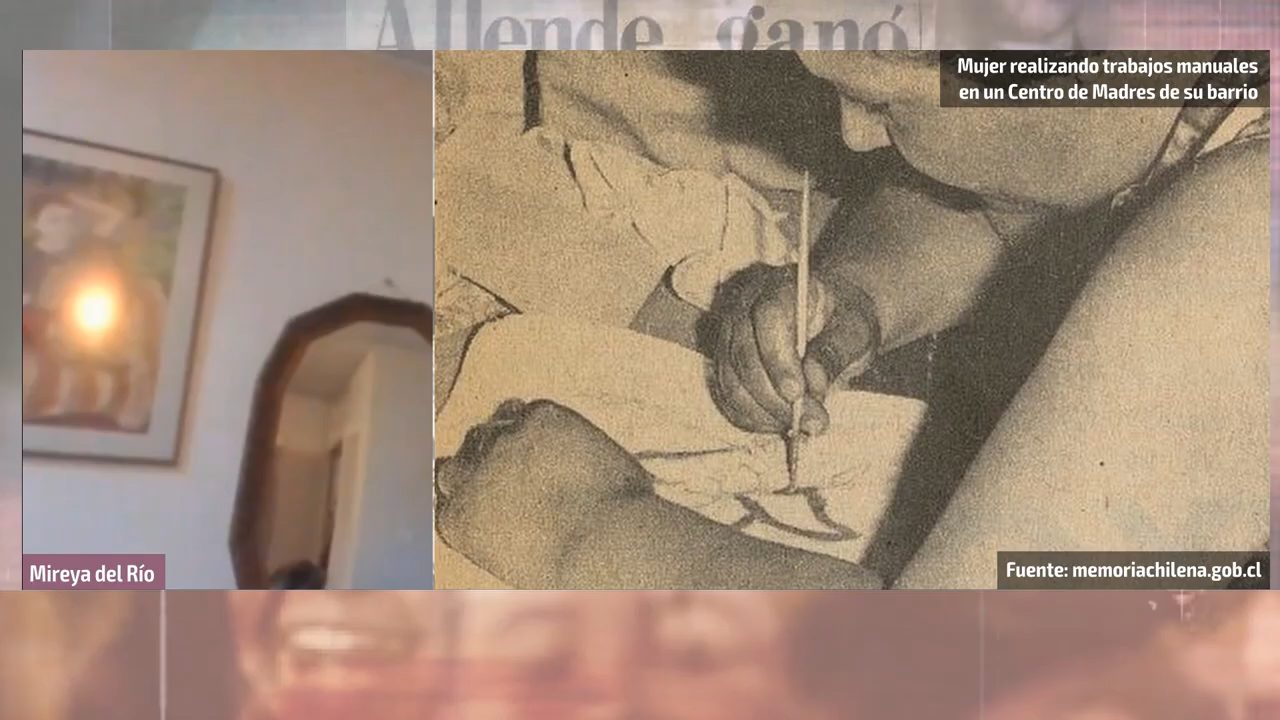 Allende ganó
Mujer realizando trabajos manuales
en un Centro de Madres de su barrio
Mireya del Río
Fuente: memoriachilena.gob.cl